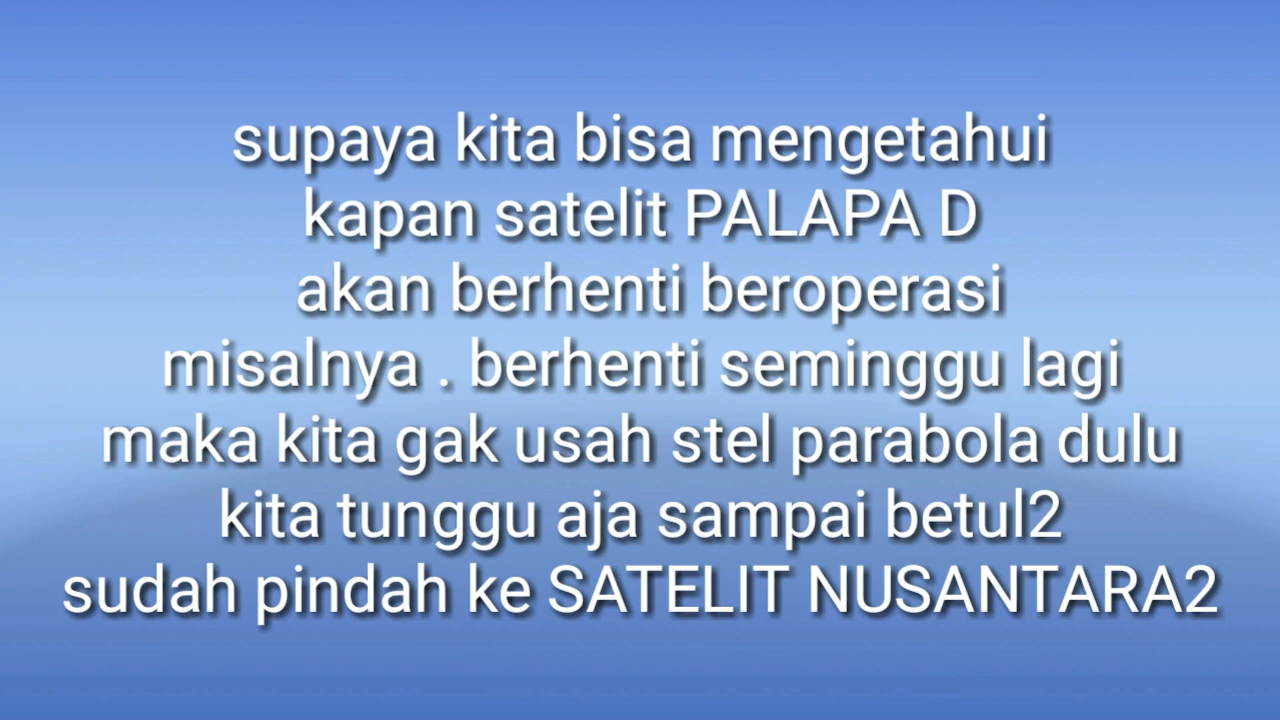 supaya kita bisa mengetahui
kapan satelit PALAPA D
akan berhenti beroperasi
misalnya . berhenti seminggu lagi
maka kita gak usah stel parabola dulu
kita tunggu aja sampai betul2
sudah pindah ke SATELIT NUSANTARA2